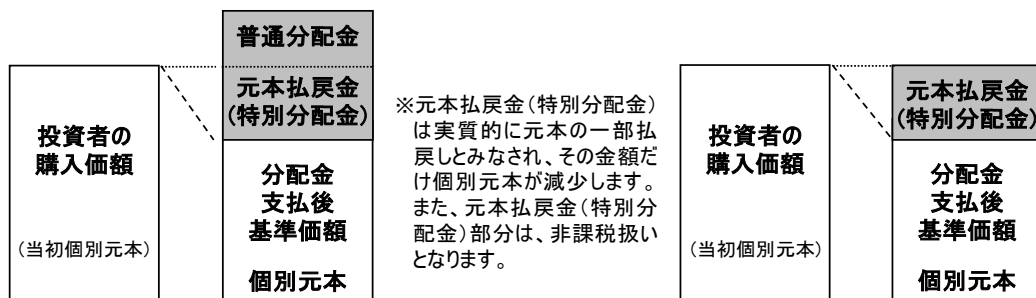 普通分配金
元本払戻金
(特別分配金)
投資者の
購入価額
(当初個別元本)
分配金
支払後
基準価額
個別元本
※元本払戻金(特別分配金)
は実質的に元本の一部払
戻しとみなされ、その金額だ
け個別元本が減少します。
また、元本払戻金(特別分
配金)部分は、非課税扱い
となります。
投資者の
購入価額
(当初個別元本)
元本払戻金
(特別分配金)
分配金
支払後
基準価額
個別元本